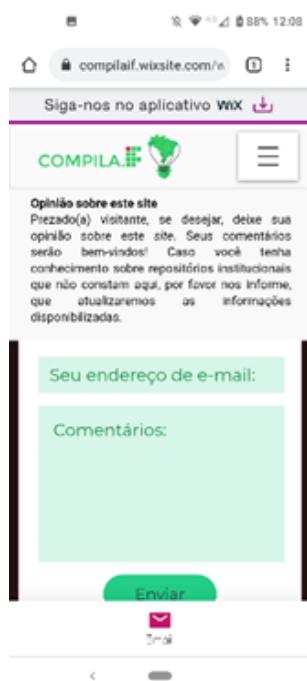 88% 12:08
compilaif.wixsite.com/
1
Siga-nos no aplicativo WiX
COMPILA.IF
Opinião sobre este site
Prezado(a) visitante, se desejar, deixe sua
opinião sobre este site. Seus comentários
serão bem-vindos! Caso você tenha
conhecimento sobre repositórios institucionais
que não constam aqui, por favor nos informe,
que atualizaremos as informações
disponibilizadas.
Seu endereço de e-mail:
Comentários:
Enviar
Email